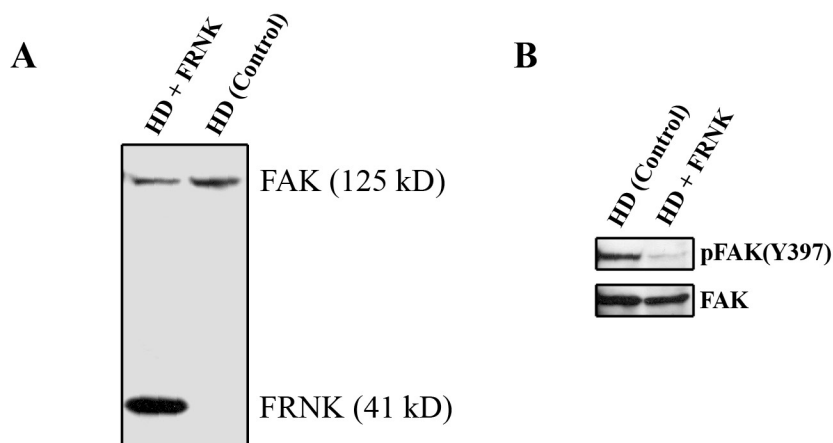 A
HD + FRNK
HD (Control)
FAK (125 kD)
FRNK (41 kD)
B
HD (Control)
HD + FRNK
pFAK(Y397)
FAK